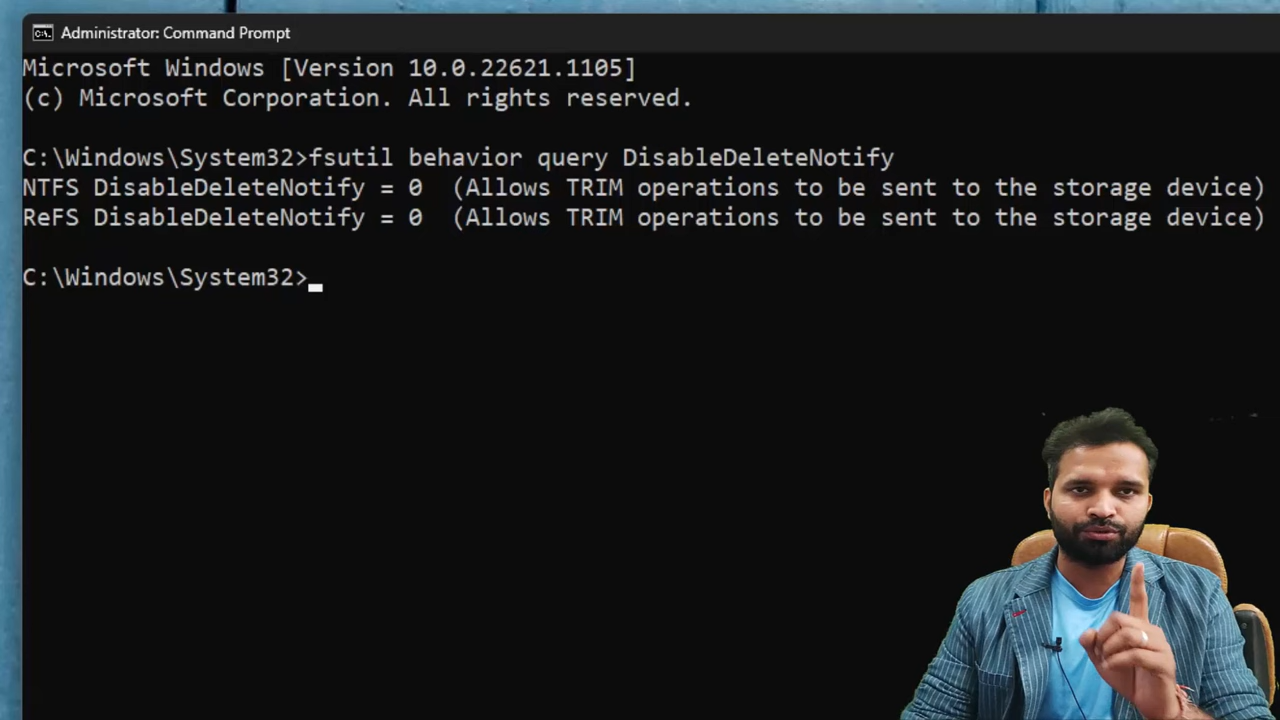 Administrator: Command Prompt
Microsoft Windows [Version 10.0.22621.1105]
(c) Microsoft Corporation. All rights reserved.
C:\Windows\System32>fsutil behavior query DisableDeleteNotify
NTFS DisableDeleteNotify = 0  (Allows TRIM operations to be sent to the storage device)
ReFS DisableDeleteNotify = 0  (Allows TRIM operations to be sent to the storage device)
C:\Windows\System32>